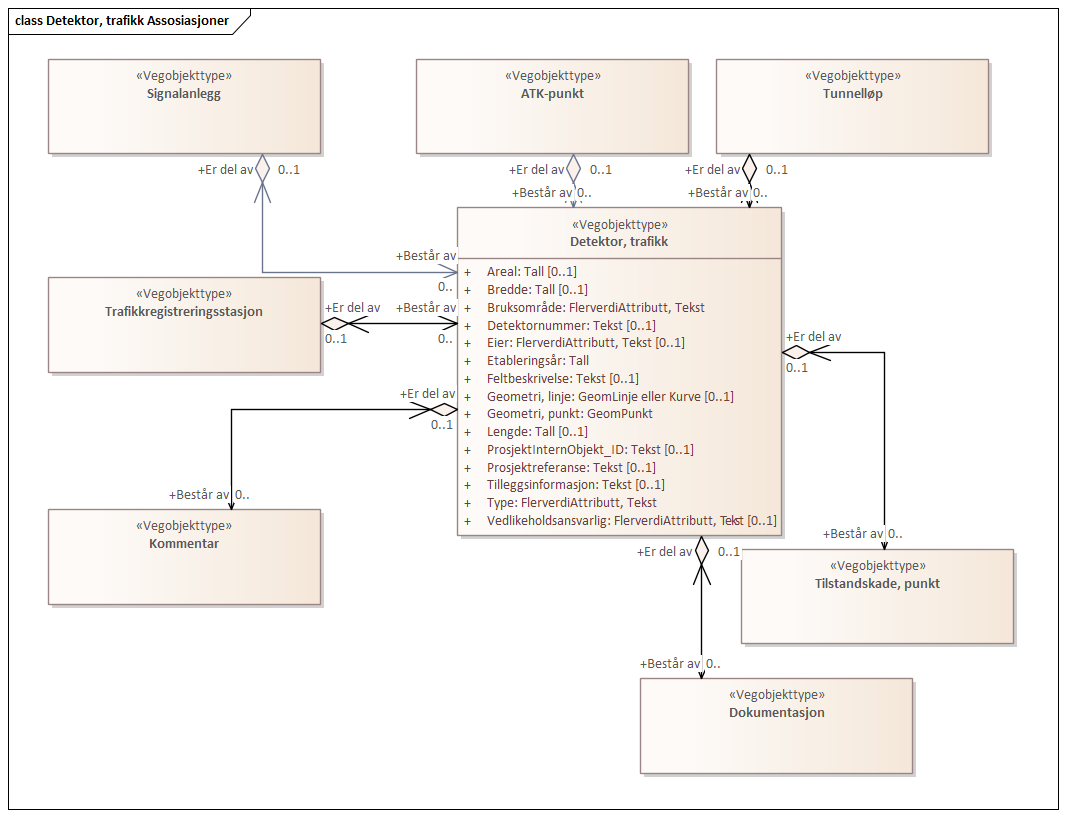 class Detektor, trafikk Assosiasjoner
«Vegobjekttype»
Signalanlegg
«Vegobjekttype»
ATK-punkt
«Vegobjekttype»
Tunnelløp
+Er del av
0..1
+Er del av
0..1
+Er del av
0..1
+Består av
0..
+Består av
0..
«Vegobjekttype»
Detektor, trafikk
+Består av
0..
+ Areal: Tall [0..1]
+ Bredde: Tall [0..1]
+ Bruksområde: FlerverdiAttributt, Tekst
+ Detektornummer: Tekst [0..1]
+ Eier: FlerverdiAttributt, Tekst [0..1]
+ Etableringsår: Tall
+ Feltbeskrivelse: Tekst [0..1]
+ Geometri, linje: GeomLinje eller Kurve [0..1]
+ Geometri, punkt: GeomPunkt
+ Lengde: Tall [0..1]
+ ProsjektInternObjekt_ID: Tekst [0..1]
+ Prosjektreferanse: Tekst [0..1]
+ Tilleggsinformasjon: Tekst [0..1]
+ Type: FlerverdiAttributt, Tekst
+ Vedlikeholdsansvarlig: FlerverdiAttributt, Tekst [0..1]
«Vegobjekttype»
Trafikkregistreringsstasjon
+Er del av
0..1
+Består av
0..
+Er del av
0..1
+Er del av
0..1
+Består av
0..
«Vegobjekttype»
Kommentar
+Består av
0..
«Vegobjekttype»
Tilstandskade, punkt
+Er del av
0..1
+Består av
0..
«Vegobjekttype»
Dokumentasjon